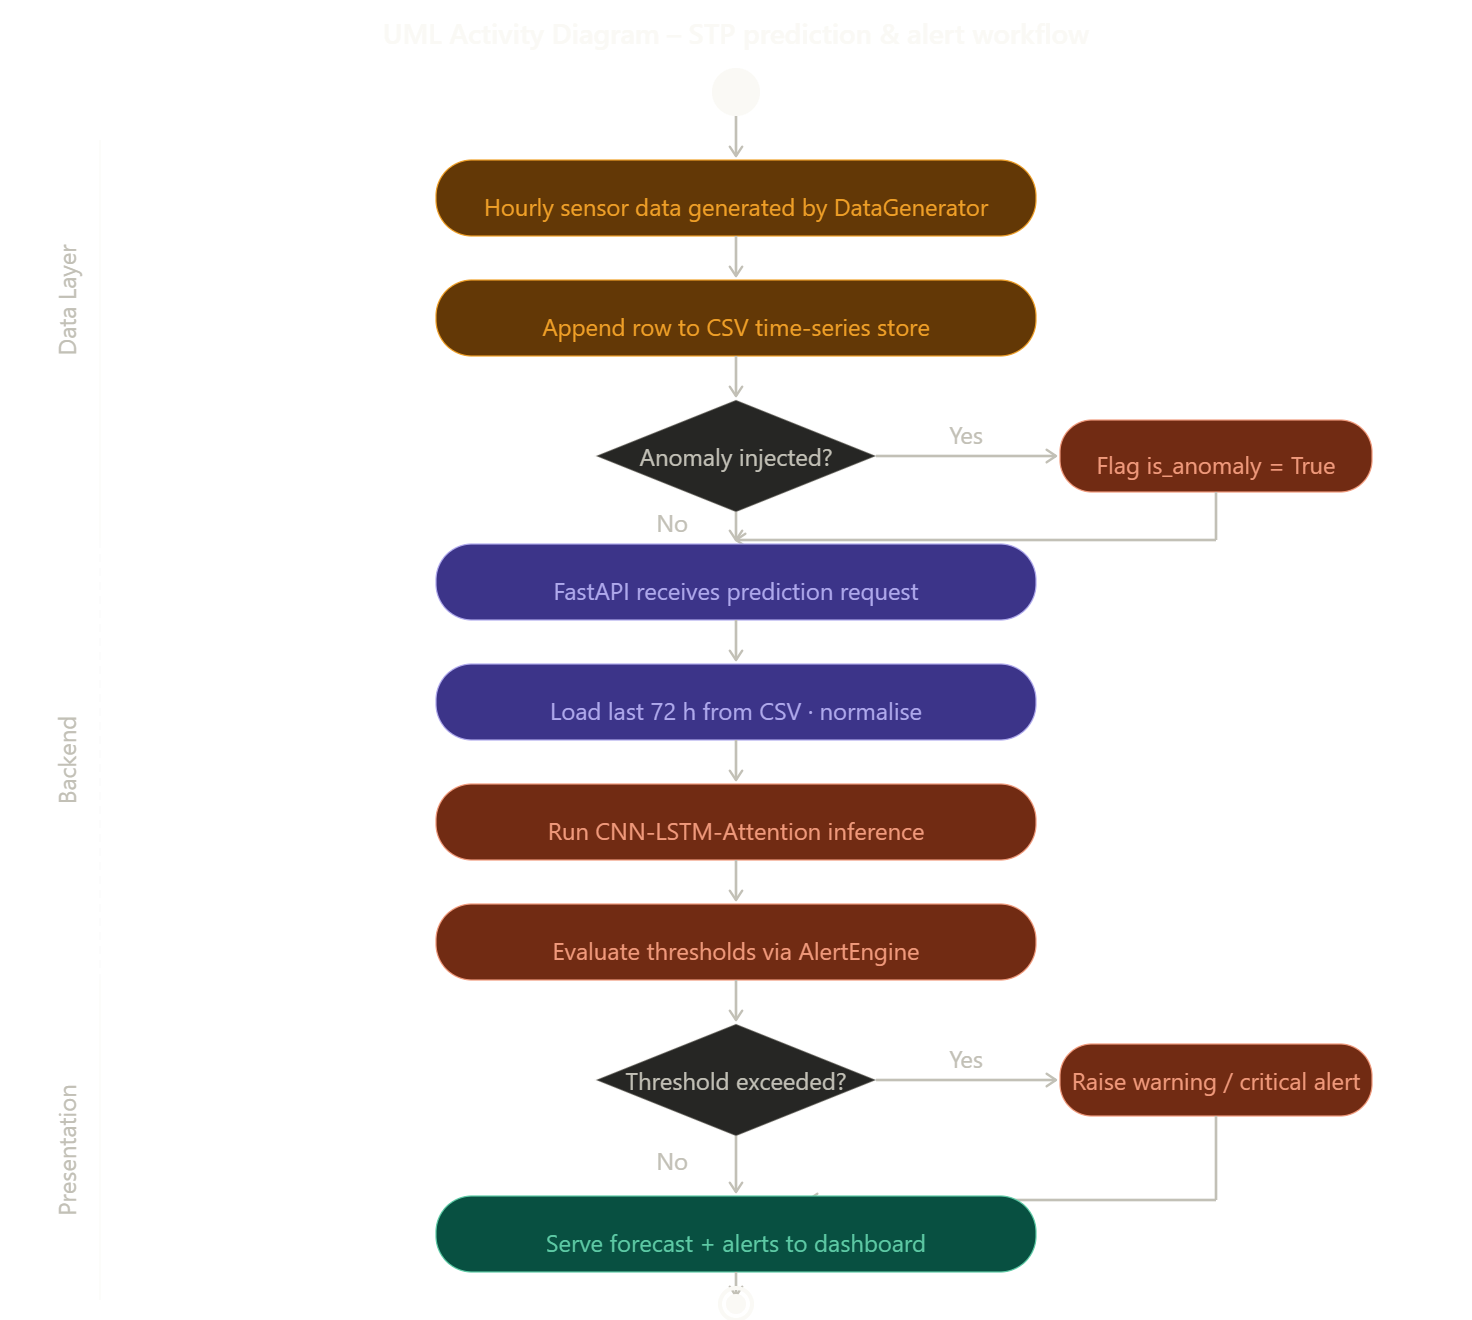 UML Activity Diagram – STP prediction & alert workflow
Data Layer
Hourly sensor data generated by DataGenerator
Append row to CSV time-series store
Anomaly injected?
Yes
Flag is_anomaly = True
No
Backend
FastAPI receives prediction request
Load last 72 h from CSV · normalise
Run CNN-LSTM-Attention inference
Evaluate thresholds via AlertEngine
Presentation
Threshold exceeded?
Yes
Raise warning / critical alert
No
Serve forecast + alerts to dashboard